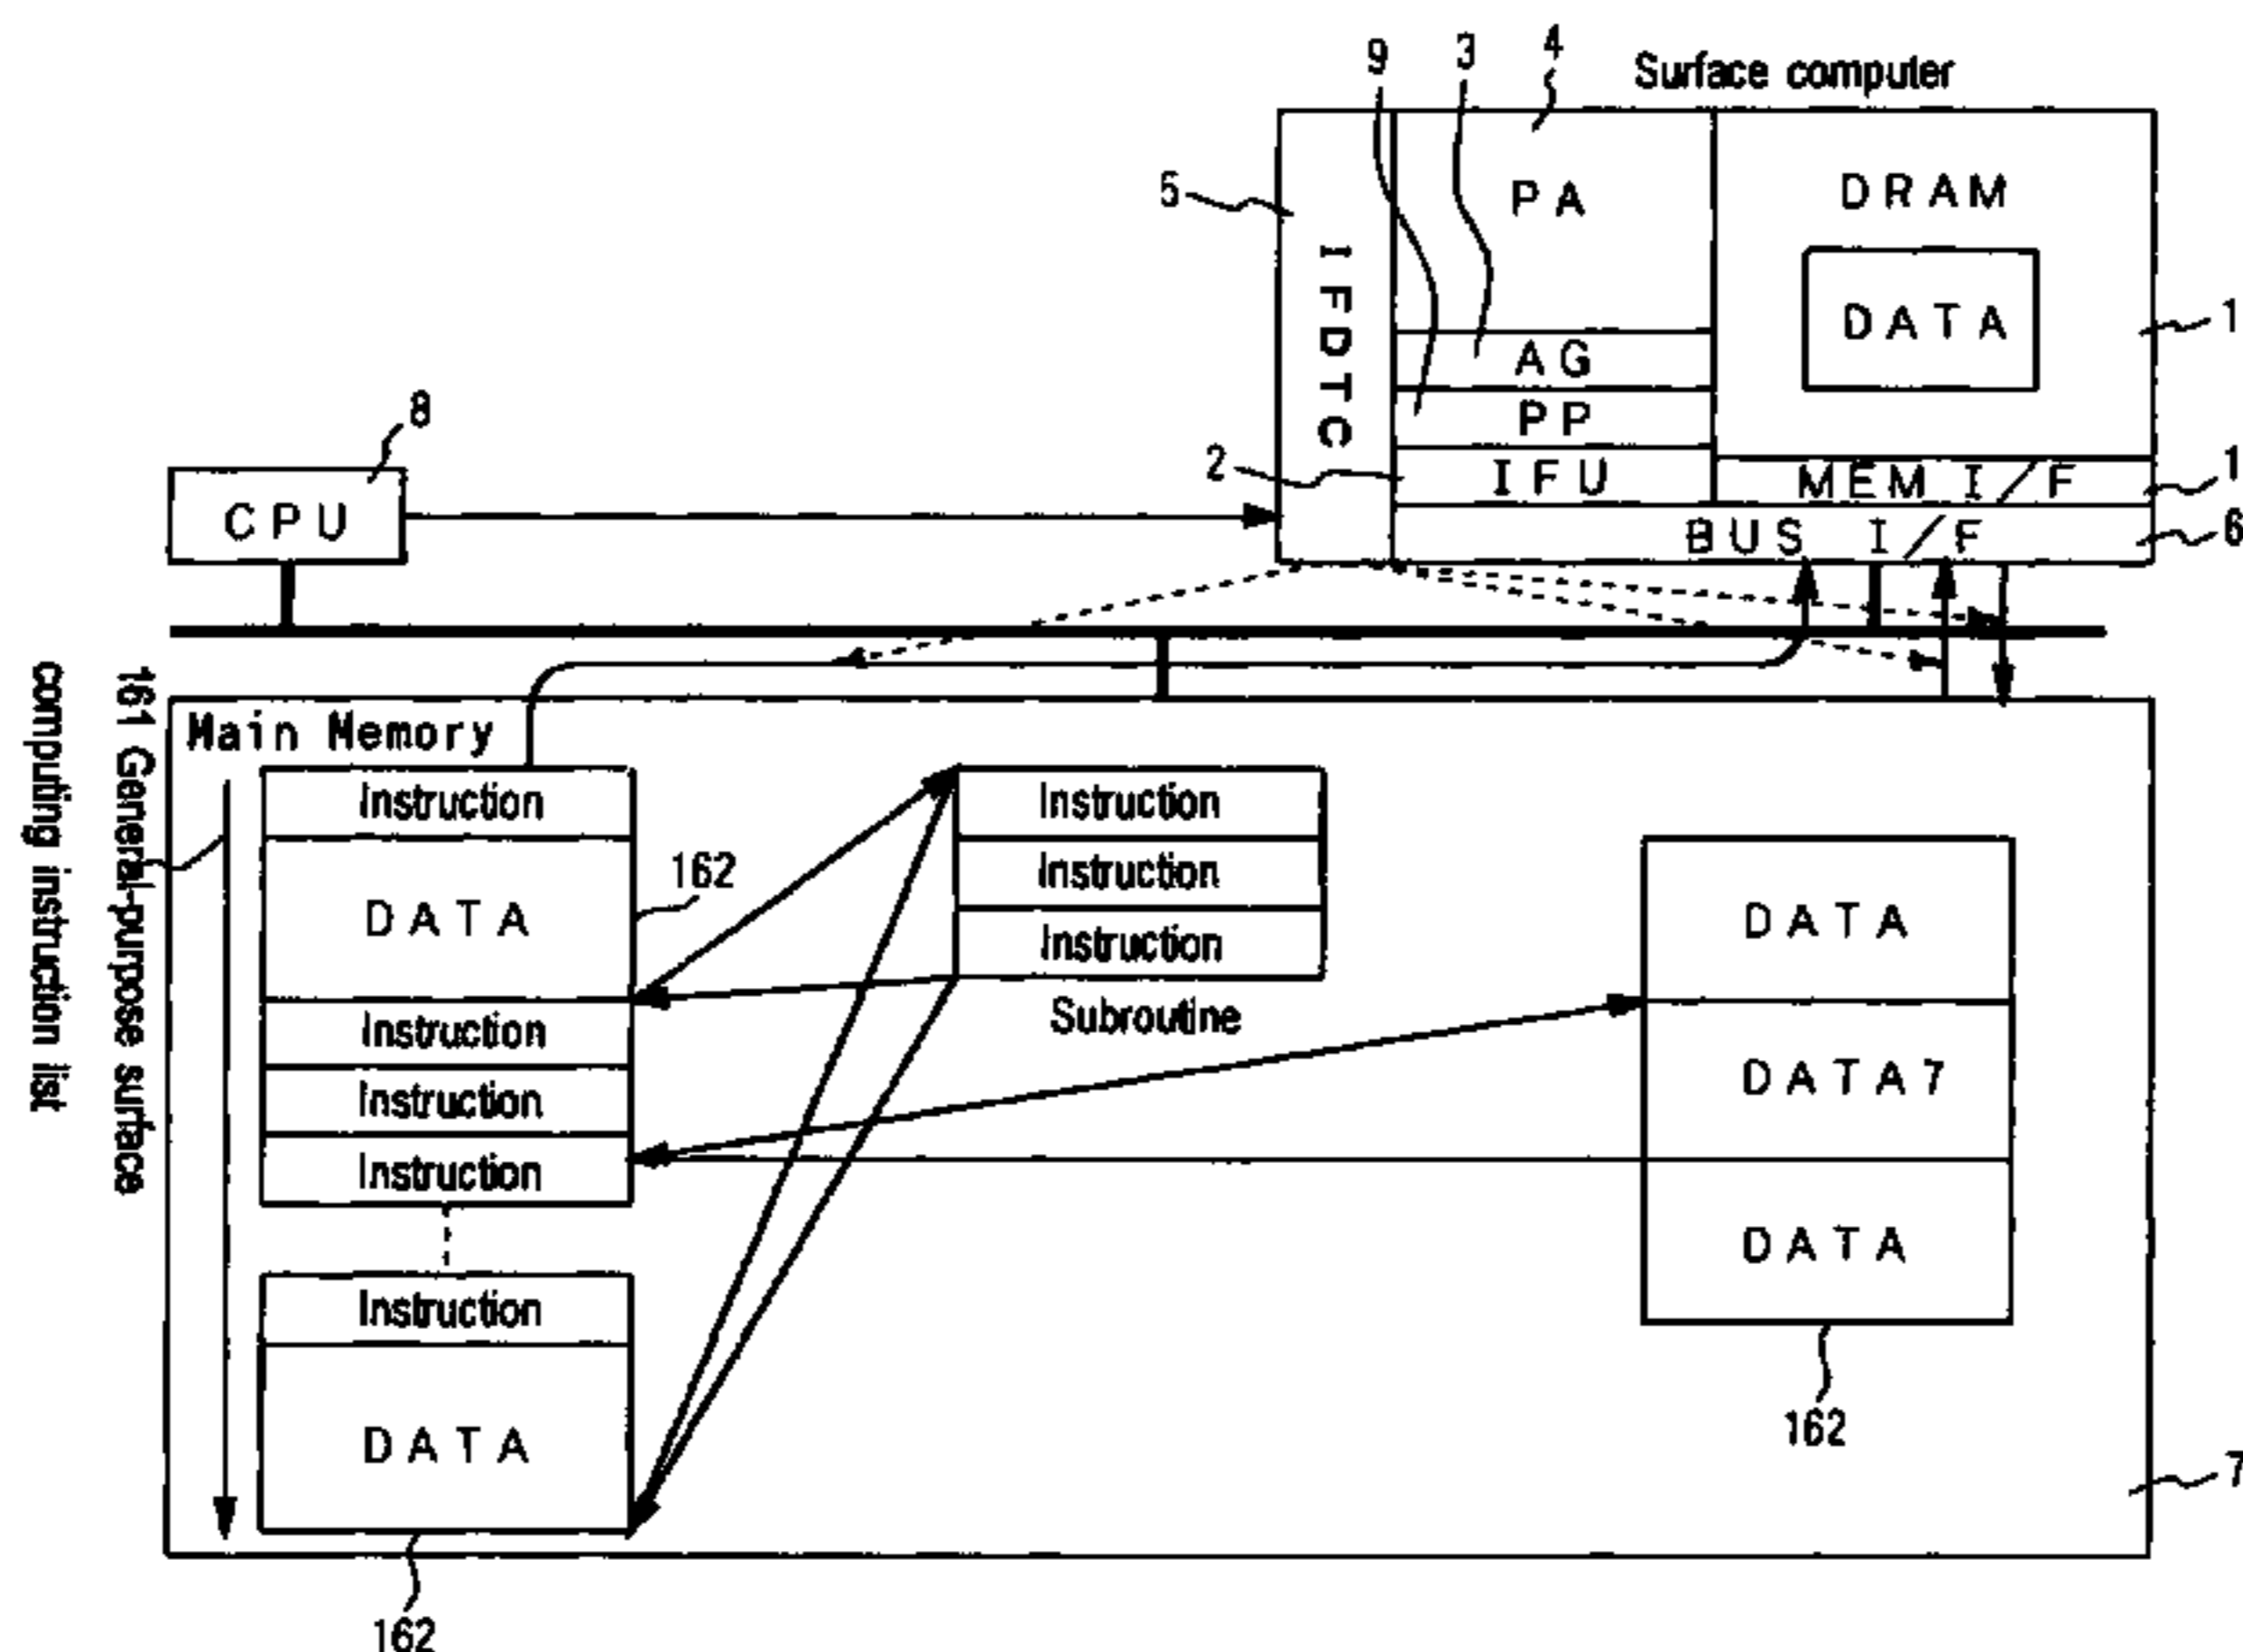 9
3
4
Surface computer
5
IFDTC
PA
DRAM
DATA
1
AG
PP
2
IFU
MEM I/F
1
BUS I/F
6
8
CPU
161 General-purpose surface
computing instruction list
Main Memory
Instruction
DATA
162
Instruction
Instruction
Instruction
Instruction
DATA
Instruction
Instruction
Instruction
Subroutine
DATA
DATA7
DATA
162
7
162